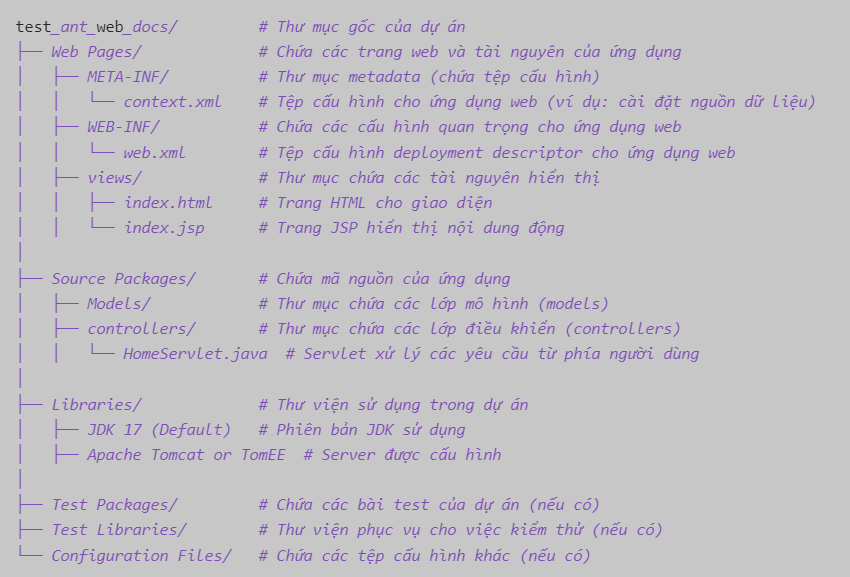 test_ant_web_docs/         # Thư mục gốc của dự án
├── Web Pages/             # Chứa các trang web và tài nguyên của ứng dụng
│   ├── META-INF/          # Thư mục metadata (chứa tệp cấu hình)
│   │   └── context.xml    # Tệp cấu hình cho ứng dụng web (ví dụ: cài đặt nguồn dữ liệu)
│   ├── WEB-INF/           # Chứa các cấu hình quan trọng cho ứng dụng web
│   │   └── web.xml        # Tệp cấu hình deployment descriptor cho ứng dụng web
│   ├── views/             # Thư mục chứa các tài nguyên hiển thị
│   │   ├── index.html     # Trang HTML cho giao diện
│   │   └── index.jsp      # Trang JSP hiển thị nội dung động
│
├── Source Packages/       # Chứa mã nguồn của ứng dụng
│   ├── Models/            # Thư mục chứa các lớp mô hình (models)
│   ├── controllers/       # Thư mục chứa các lớp điều khiển (controllers)
│   │   └── HomeServlet.java  # Servlet xử lý các yêu cầu từ phía người dùng
│
├── Libraries/             # Thư viện sử dụng trong dự án
│   ├── JDK 17 (Default)   # Phiên bản JDK sử dụng
│   ├── Apache Tomcat or TomEE  # Server được cấu hình
│
├── Test Packages/         # Chứa các bài test của dự án (nếu có)
├── Test Libraries/        # Thư viện phục vụ cho việc kiểm thử (nếu có)
└── Configuration Files/   # Chứa các tệp cấu hình khác (nếu có)